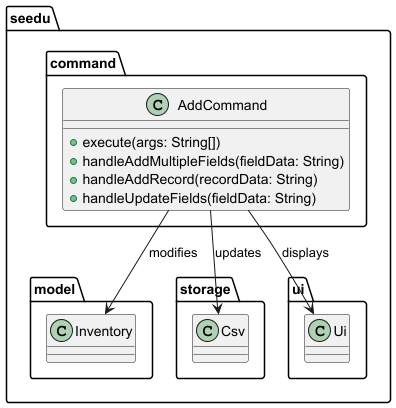 seedu
command
C AddCommand
execute(args: String[])
handleAddMultipleFields(fieldData: String)
handleAddRecord(recordData: String)
handleUpdateFields(fieldData: String)
modifies updates displays
model storage ui
C Inventory C Csv C Ui